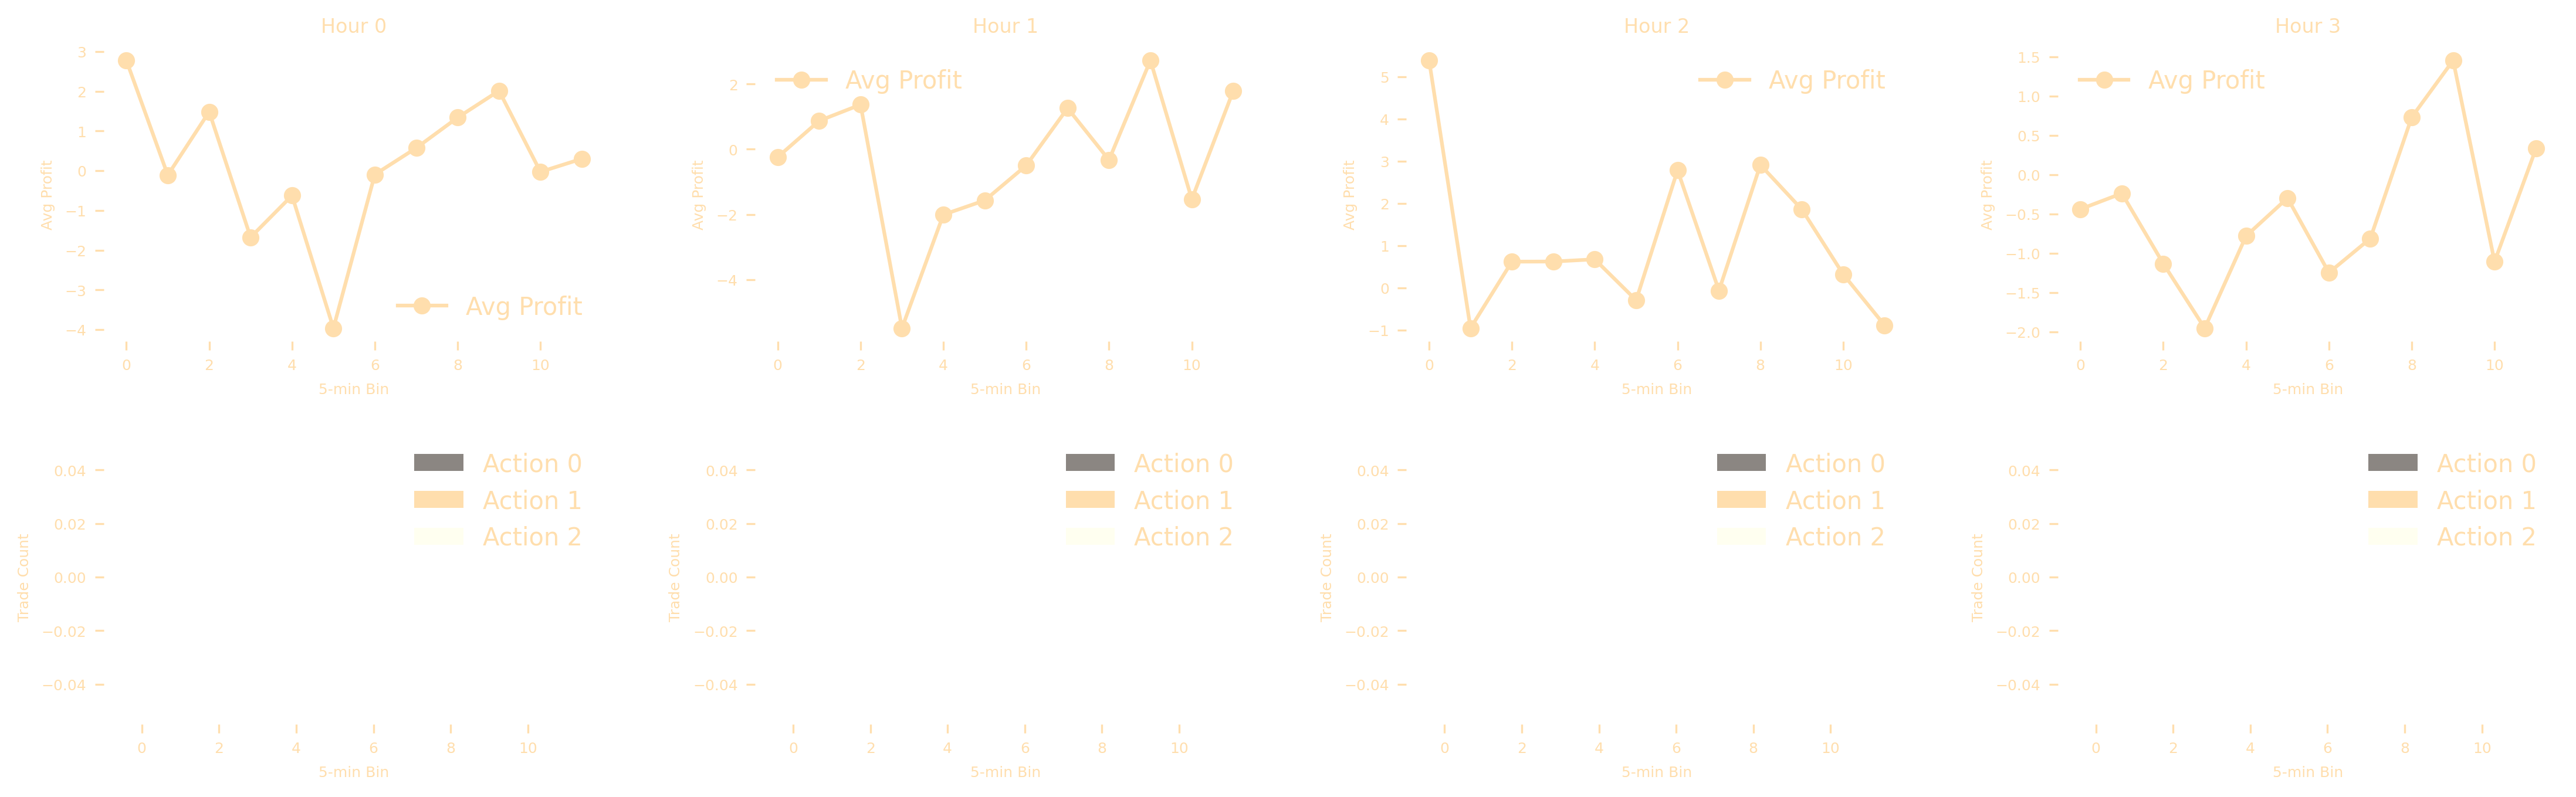 Hour 0
3
2
1
0
−1
−2
−3
−4
Avg Profit
Avg Profit
0 2 4 6 8 10
5-min Bin
Hour 1
2
0
−2
−4
Avg Profit
Avg Profit
0 2 4 6 8 10
5-min Bin
Hour 2
5
4
3
2
1
0
−1
Avg Profit
Avg Profit
0 2 4 6 8 10
5-min Bin
Hour 3
1.5
1.0
0.5
0.0
−0.5
−1.0
−1.5
−2.0
Avg Profit
Avg Profit
0 2 4 6 8 10
5-min Bin
0.04
0.02
0.00
−0.02
−0.04
Trade Count
Action 0
Action 1
Action 2
0 2 4 6 8 10
5-min Bin
0.04
0.02
0.00
−0.02
−0.04
Trade Count
Action 0
Action 1
Action 2
0 2 4 6 8 10
5-min Bin
0.04
0.02
0.00
−0.02
−0.04
Trade Count
Action 0
Action 1
Action 2
0 2 4 6 8 10
5-min Bin
0.04
0.02
0.00
−0.02
−0.04
Trade Count
Action 0
Action 1
Action 2
0 2 4 6 8 10
5-min Bin